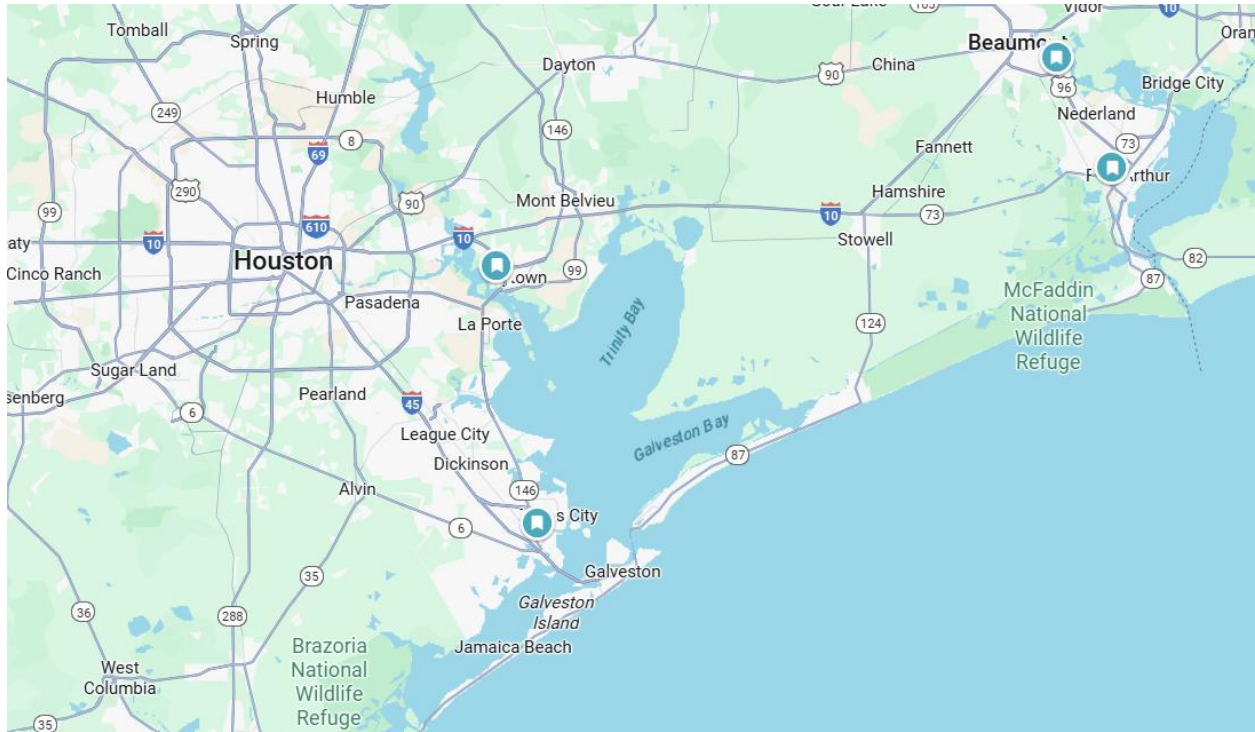 Tomball
Spring
Dayton
90
China
Beaumont
Vidor
10
96
Bridge City
Humble
249
8
69
146
Nederland
73
Fannett
290
90
Mont Belvieu
Hamshire
99
610
10
10
10
73
Stowell
Houston
Cinco Ranch
99
82
87
Pasadena
La Porte
Trinity Bay
124
McFaddin
National
Wildlife
Refuge
Sugar Land
6
Pearland
45
League City
Galveston Bay
Dickinson
87
Alvin
146
6
City
Galveston
35
Galveston
Island
36
288
Jamaica Beach
Brazoria
National
Wildlife
Refuge
West
Columbia
35